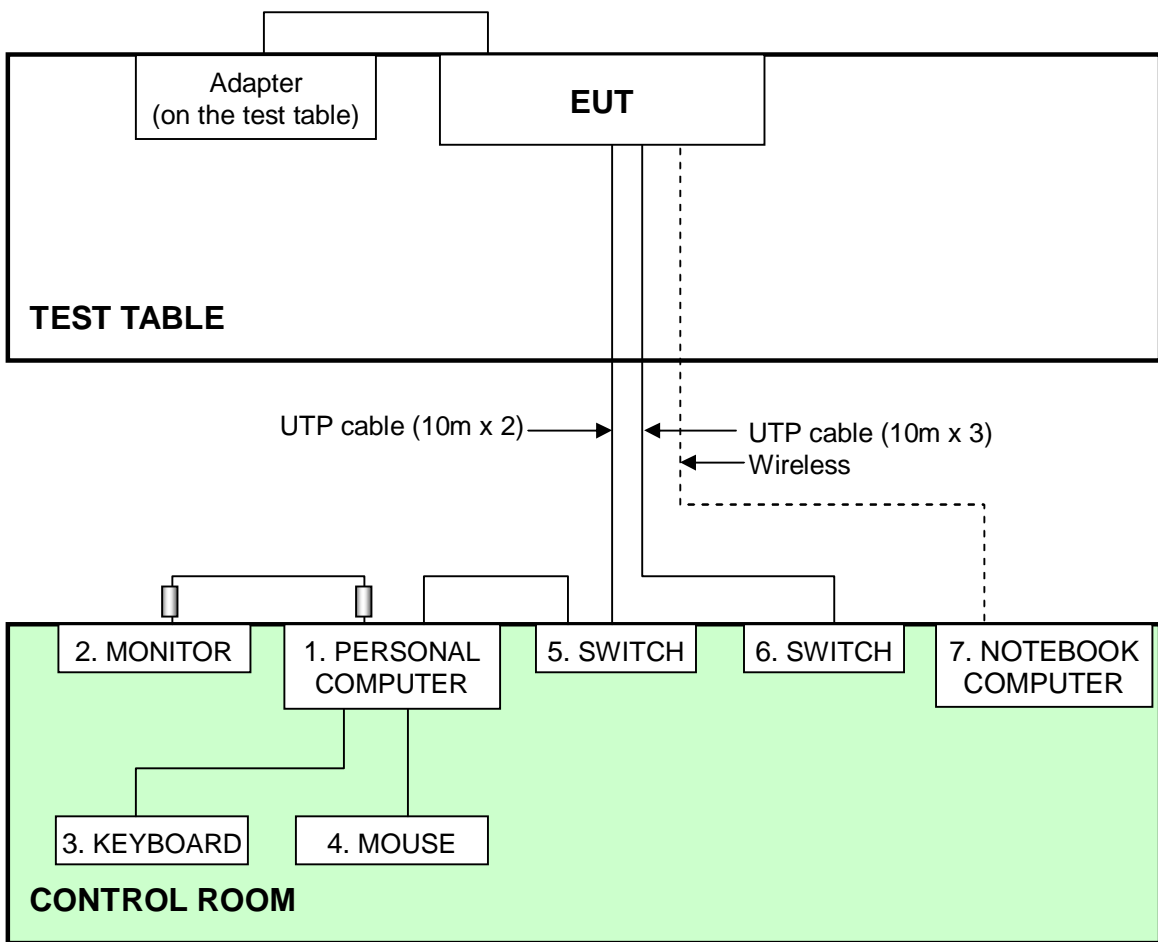 Adapter
(on the test table)
EUT
TEST TABLE
UTP cable (10m x 2)
UTP cable (10m x 3)
Wireless
2. MONITOR
1. PERSONAL
COMPUTER
5. SWITCH
6. SWITCH
7. NOTEBOOK
COMPUTER
3. KEYBOARD
4. MOUSE
CONTROL ROOM